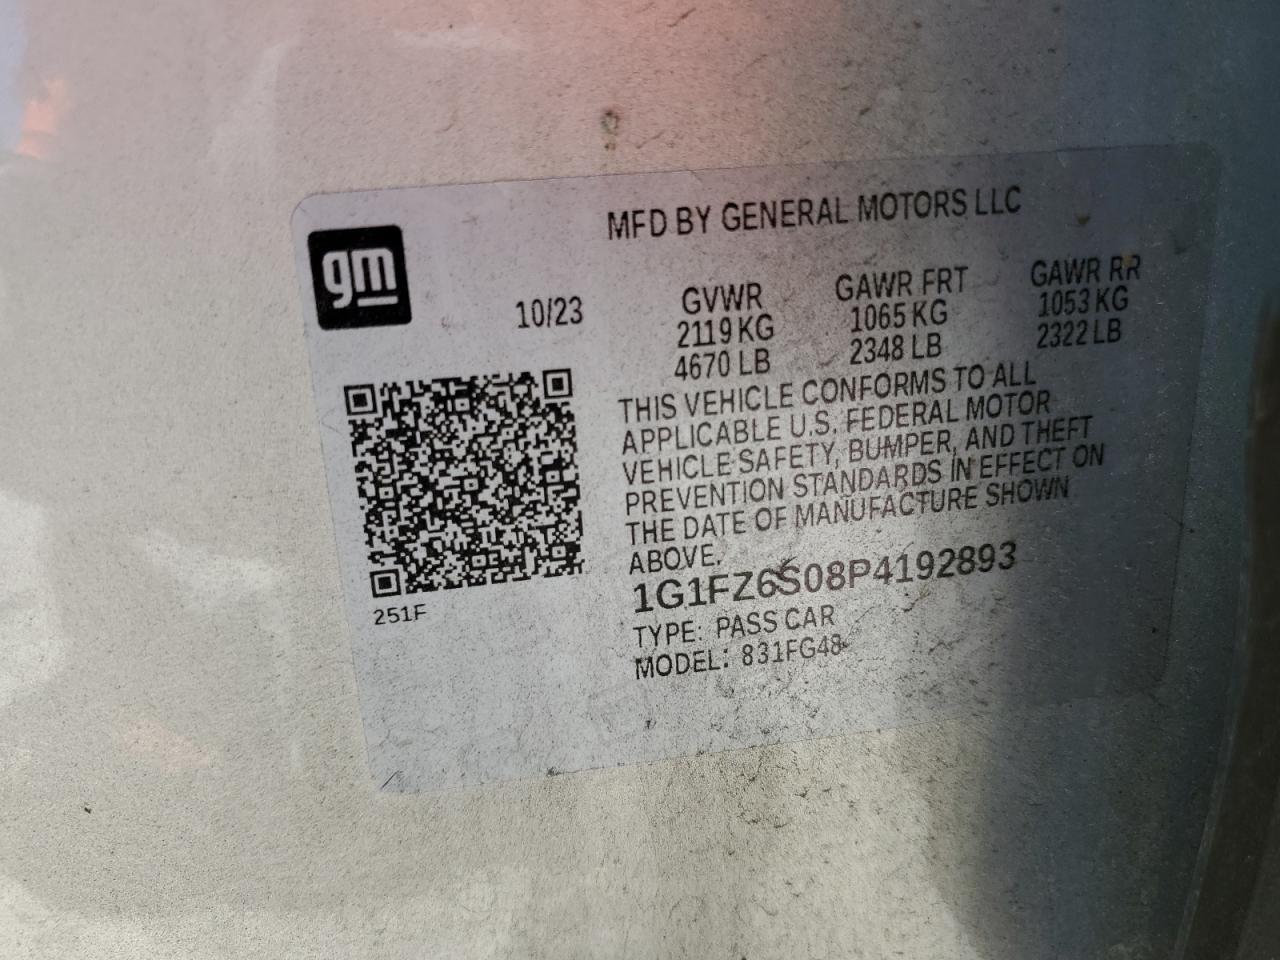 gm
MFD BY GENERAL MOTORS LLC
10/23
GVWR
2119 KG
4670 LB
GAWR FRT
1065 KG
2348 LB
GAWR RR
1053 KG
2322 LB
THIS VEHICLE CONFORMS TO ALL
APPLICABLE U.S. FEDERAL MOTOR
VEHICLE SAFETY, BUMPER, AND THEFT
PREVENTION STANDARDS IN EFFECT ON
THE DATE OF MANUFACTURE SHOWN
ABOVE.
1G1FZ6S08P4192893
TYPE: PASS CAR
MODEL: 831FG48
251F